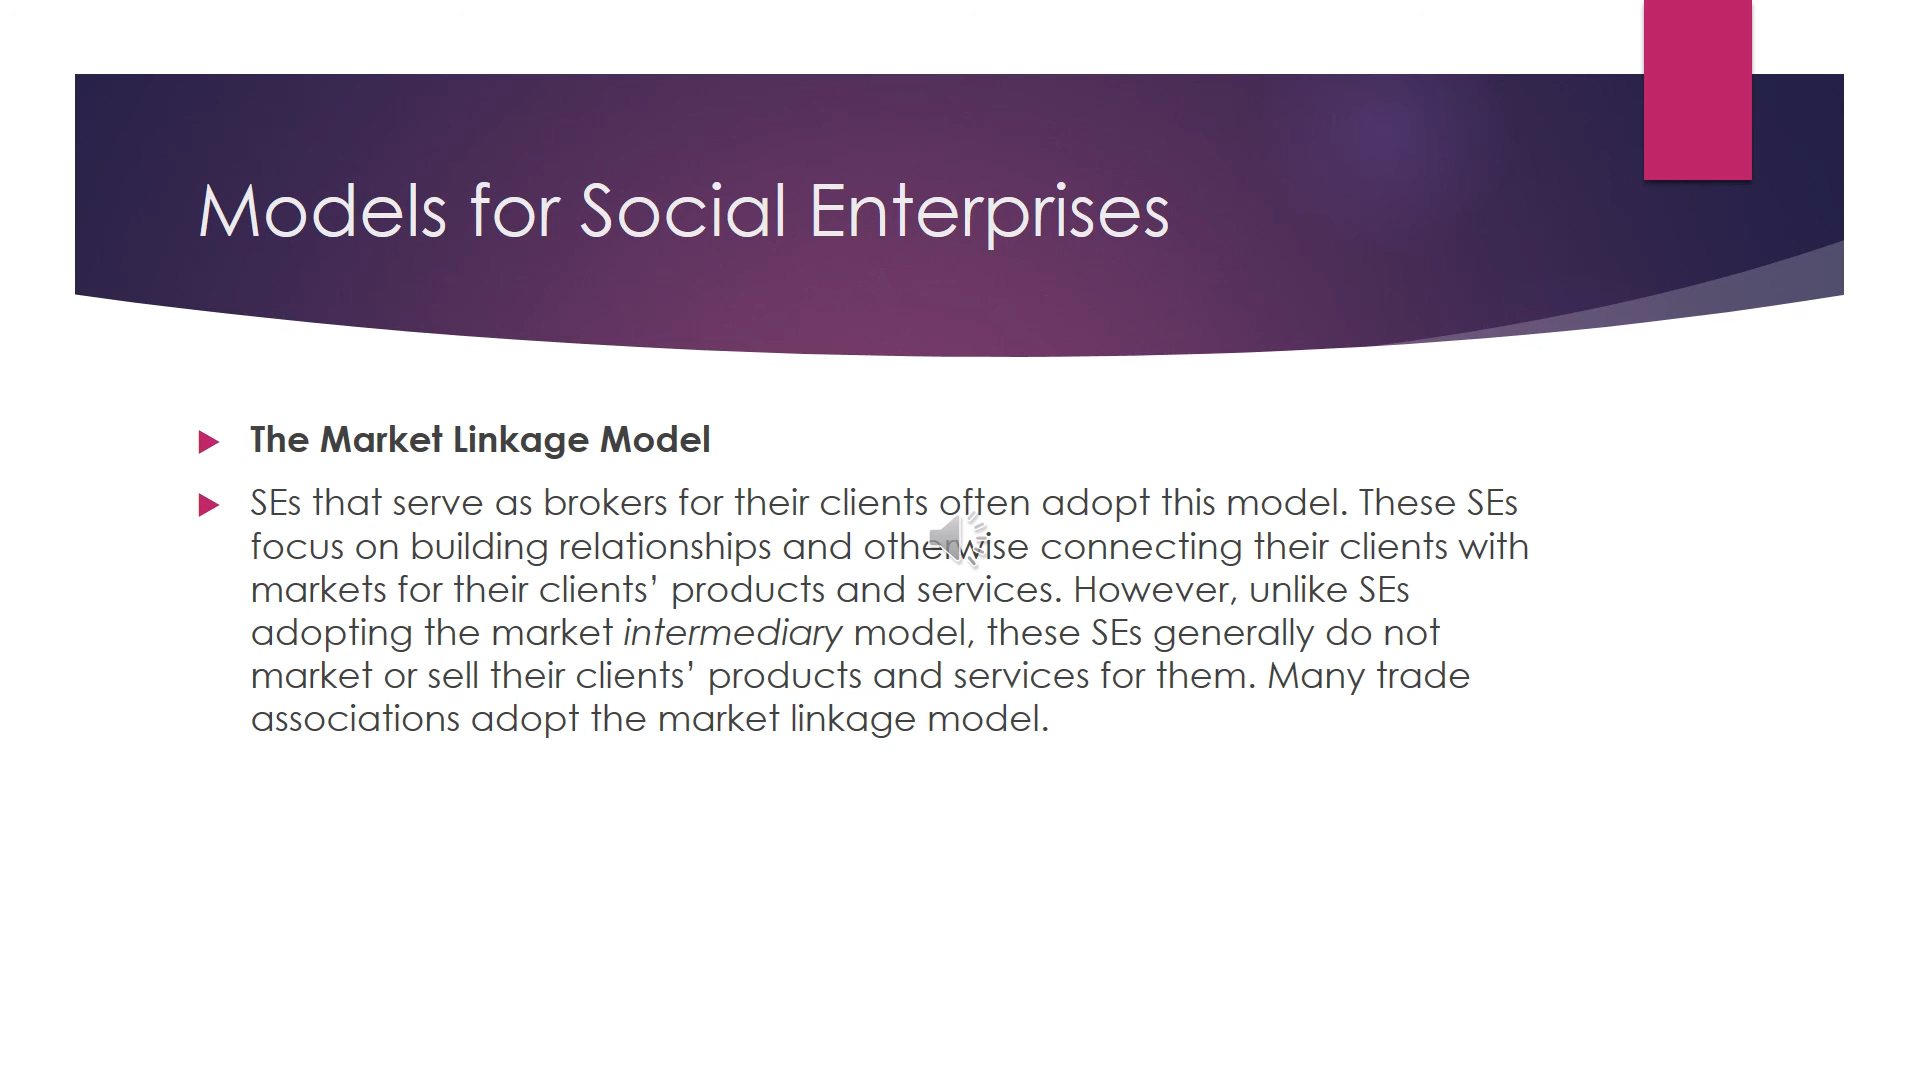 Models for Social Enterprises
The Market Linkage Model
SEs that serve as brokers for their clients often adopt this model. These SEs
focus on building relationships and otherwise connecting their clients with
markets for their clients’ products and services. However, unlike SEs
adopting the market intermediary model, these SEs generally do not
market or sell their clients’ products and services for them. Many trade
associations adopt the market linkage model.